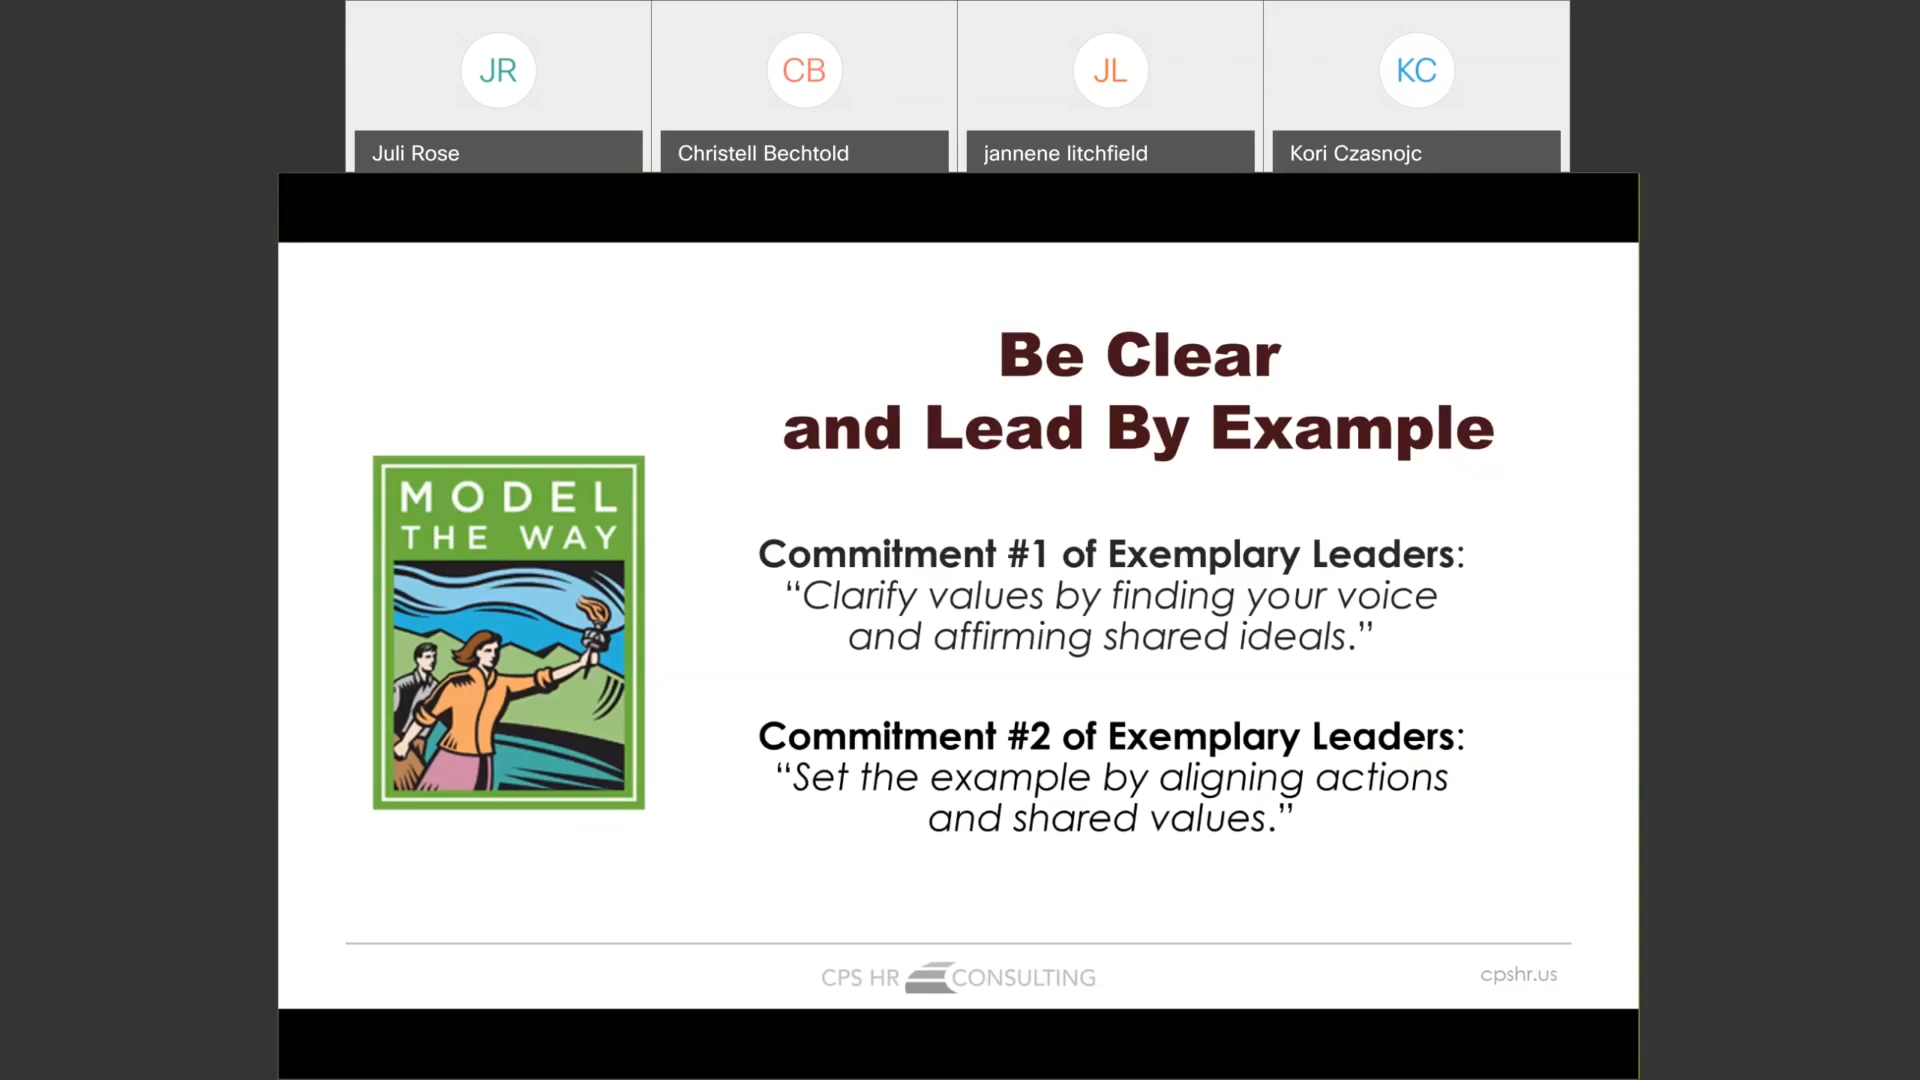 JR
CB
JL
KC
Juli Rose
Christell Bechtold
jannene litchfield
Kori Czasnojc
Be Clear
and Lead By Example
MODEL
THE WAY
Commitment #1 of Exemplary Leaders:
“Clarify values by finding your voice
and affirming shared ideals.”
Commitment #2 of Exemplary Leaders:
“Set the example by aligning actions
and shared values.”
CPS HR CONSULTING
cpshr.us